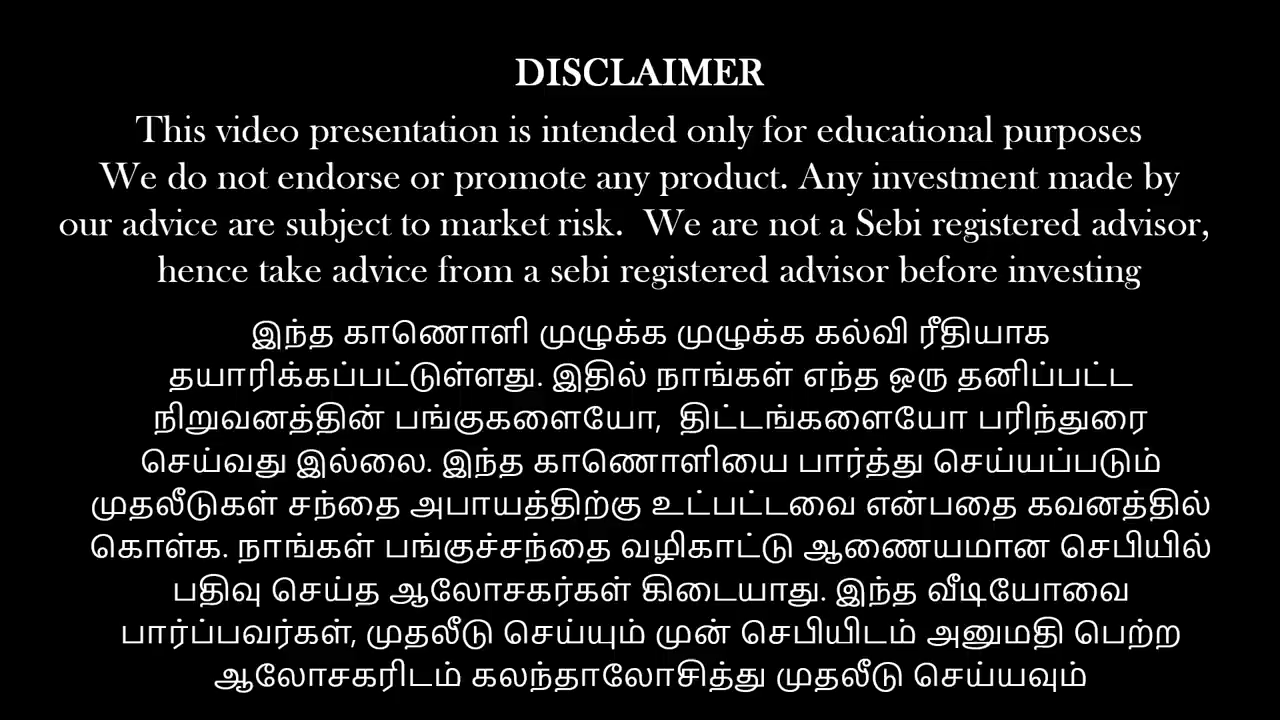 DISCLAIMER
This video presentation is intended only for educational purposes
We do not endorse or promote any product. Any investment made by
our advice are subject to market risk.  We are not a Sebi registered advisor,
hence take advice from a sebi registered advisor before investing
இந்த காணொளி முழுக்க முழுக்க கல்வி ரீதியாக
தயாரிக்கப்பட்டுள்ளது. இதில் நாங்கள் எந்த ஒரு தனிப்பட்ட
நிறுவனத்தின் பங்குகளையோ,  திட்டங்களையோ பரிந்துரை
செய்வது இல்லை. இந்த காணொளியை பார்த்து செய்யப்படும்
முதலீடுகள் சந்தை அபாயத்திற்கு உட்பட்டவை என்பதை கவனத்தில்
கொள்க. நாங்கள் பங்குச்சந்தை வழிகாட்டு ஆணையமான செபியில்
பதிவு செய்த ஆலோசகர்கள் கிடையாது. இந்த வீடியோவை
பார்ப்பவர்கள், முதலீடு செய்யும் முன் செபியிடம் அனுமதி பெற்ற
ஆலோசகரிடம் கலந்தாலோசித்து முதலீடு செய்யவும்